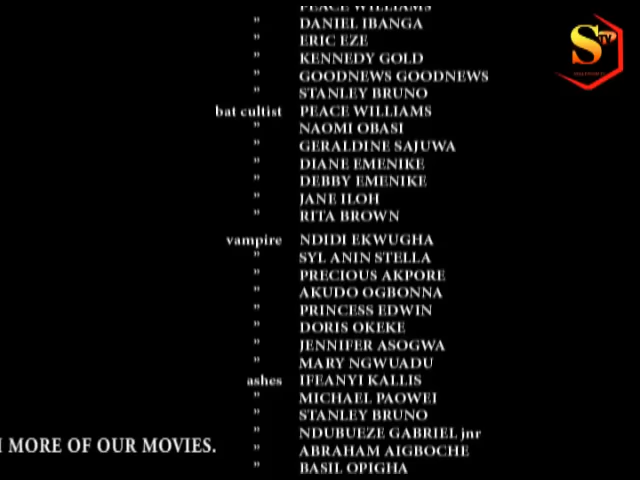 PEACE WILLIAMS
" DANIEL IBANGA
" ERIC EZE
" KENNEDY GOLD
" GOODNEWS GOODNEWS
" STANLEY BRUNO
bat cultist PEACE WILLIAMS
" NAOMI OBASI
" GERALDINE SAJUWA
" DIANE EMENIKE
" DEBBY EMENIKE
" JANE ILOH
" RITA BROWN
vampire NDIDI EKWUGHA
" SYL ANIN STELLA
" PRECIOUS AKPORE
" AKUDO OGBONNA
" PRINCESS EDWIN
" DORIS OKEKE
" JENNIFER ASOGWA
" MARY NGWUADU
ashes IFEANYI KALLIS
" MICHAEL PAOWEI
" STANLEY BRUNO
" NDUBUEZE GABRIEL jnr
" ABRAHAM AIGBOCHE
" BASIL OPIGHA
MORE OF OUR MOVIES.
S TV